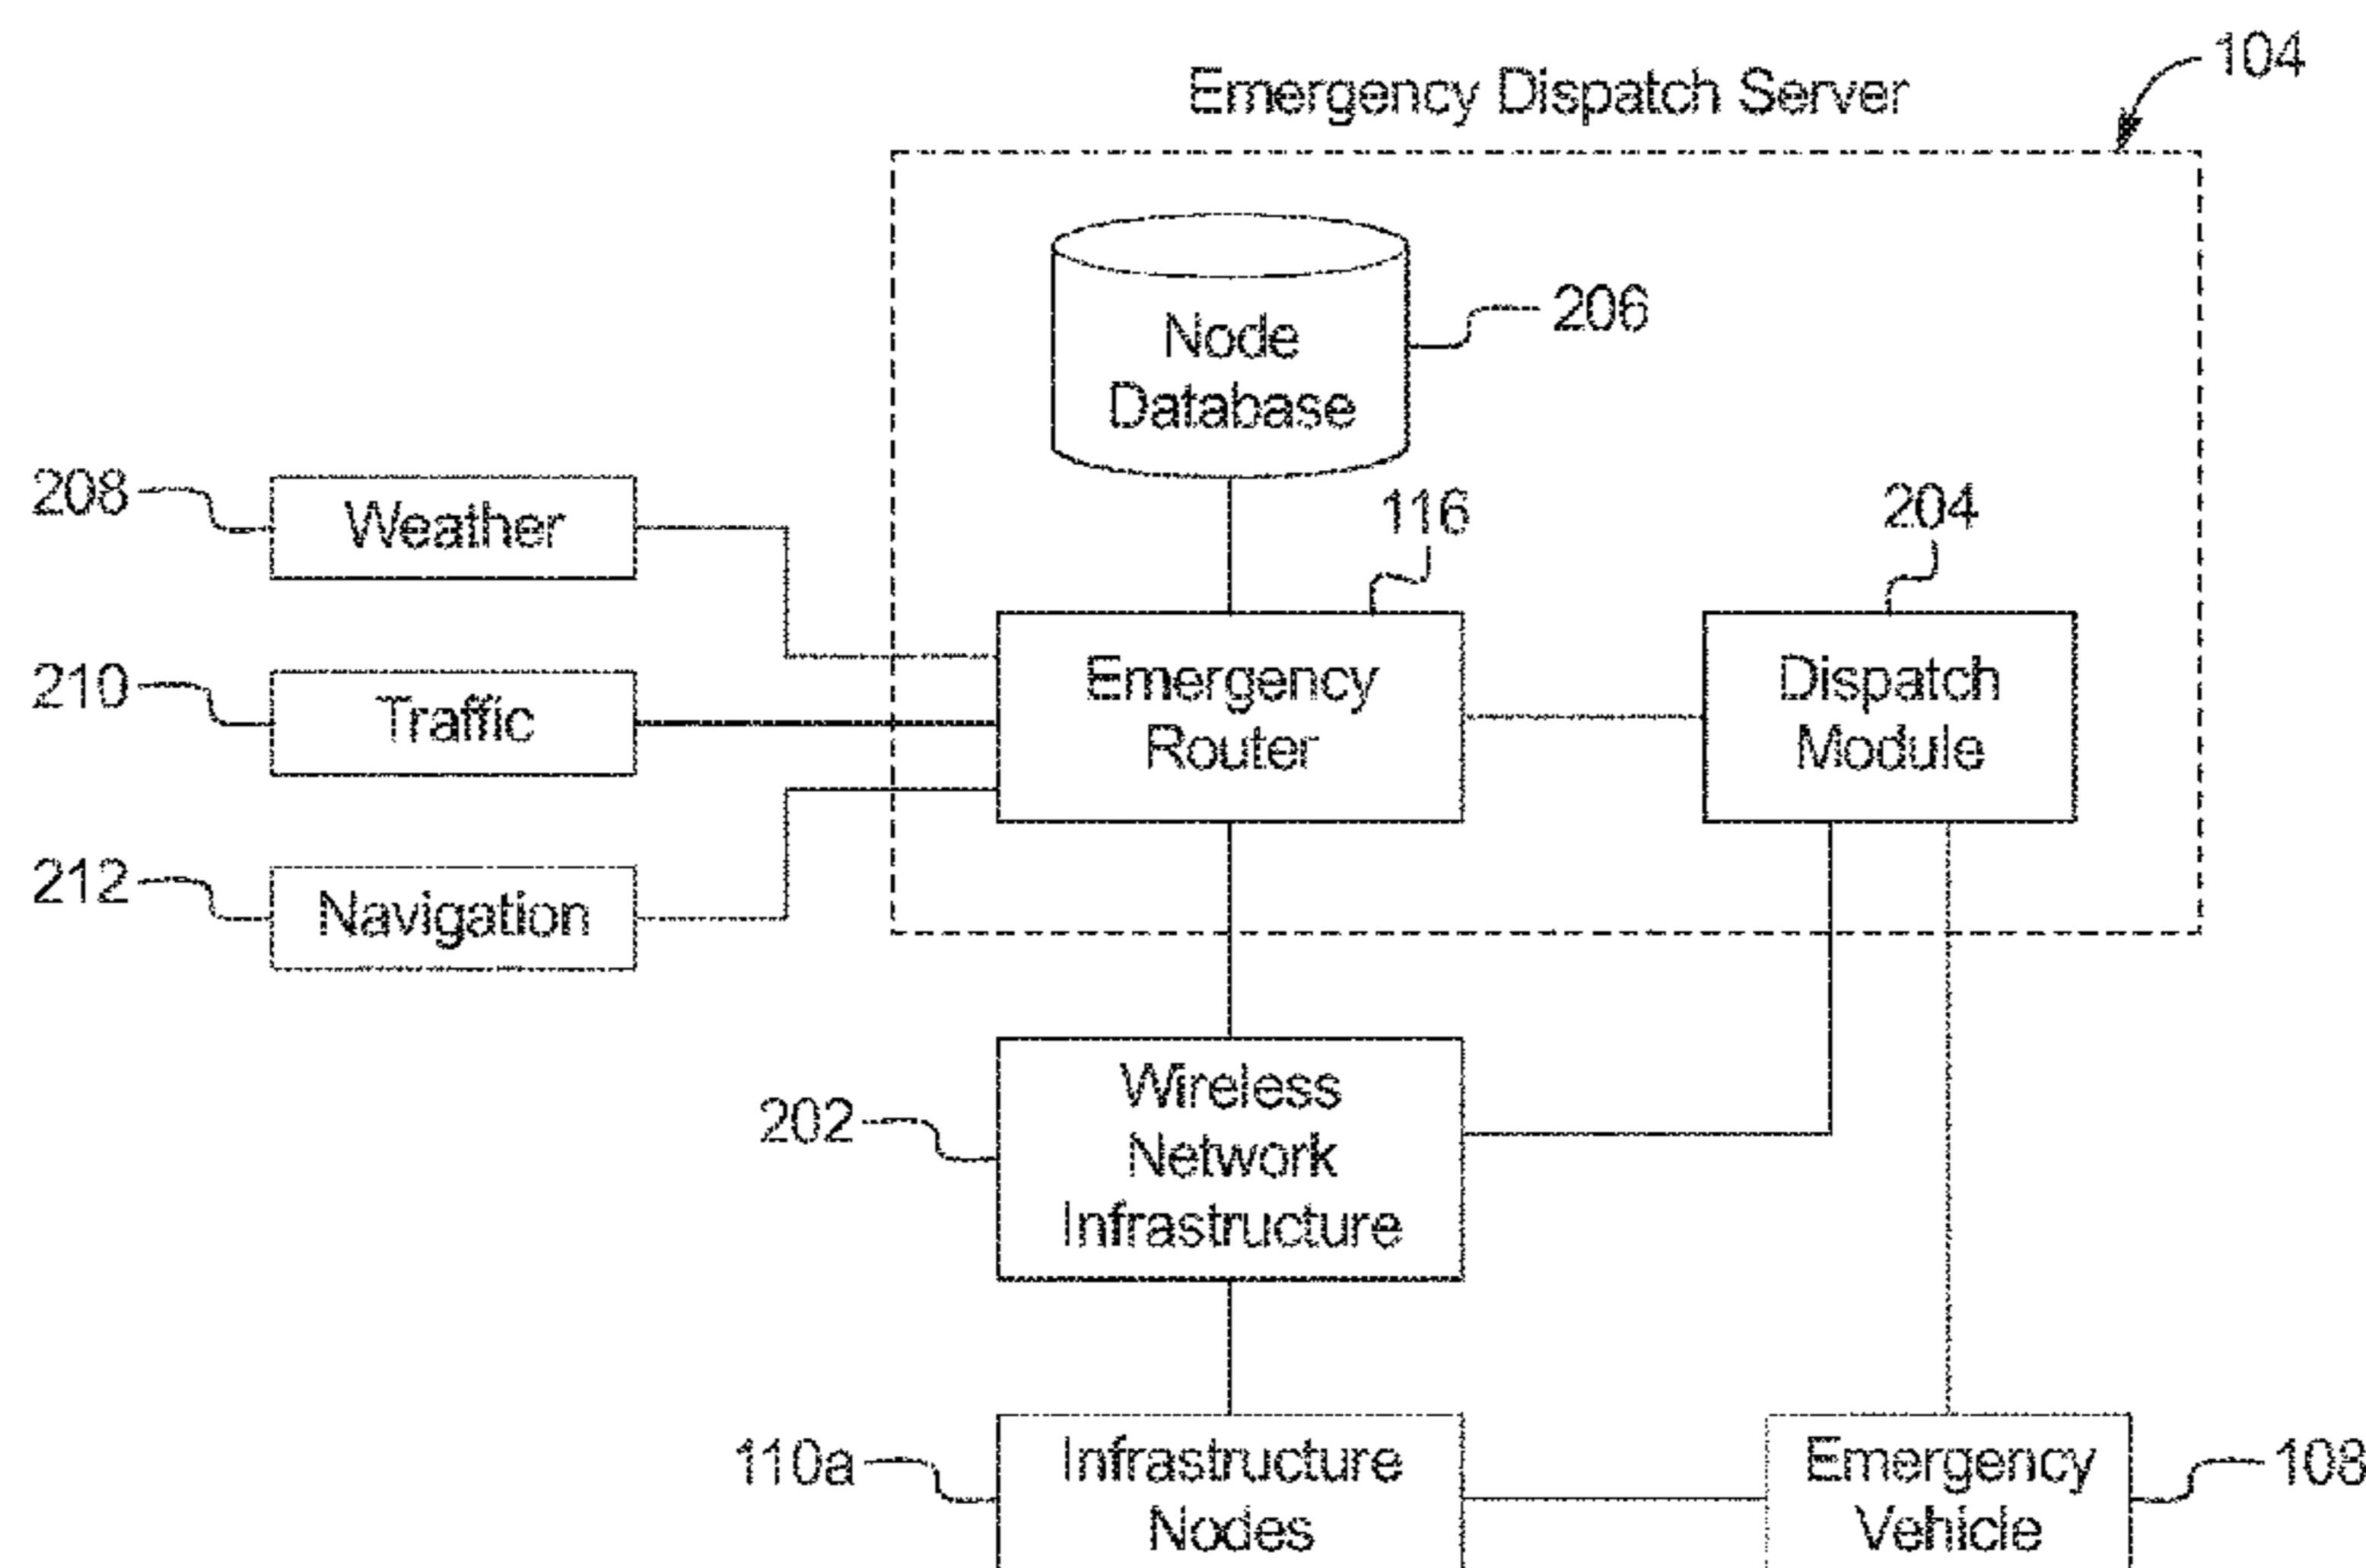 104
Emergency Dispatch Server
Node
Database
206
208
Weather
116
204
210
Traffic
Emergency
Router
Dispatch
Module
212
Navigation
202
Wireless
Network
Infrastructure
110a
Infrastructure
Nodes
Emergency
Vehicle
108